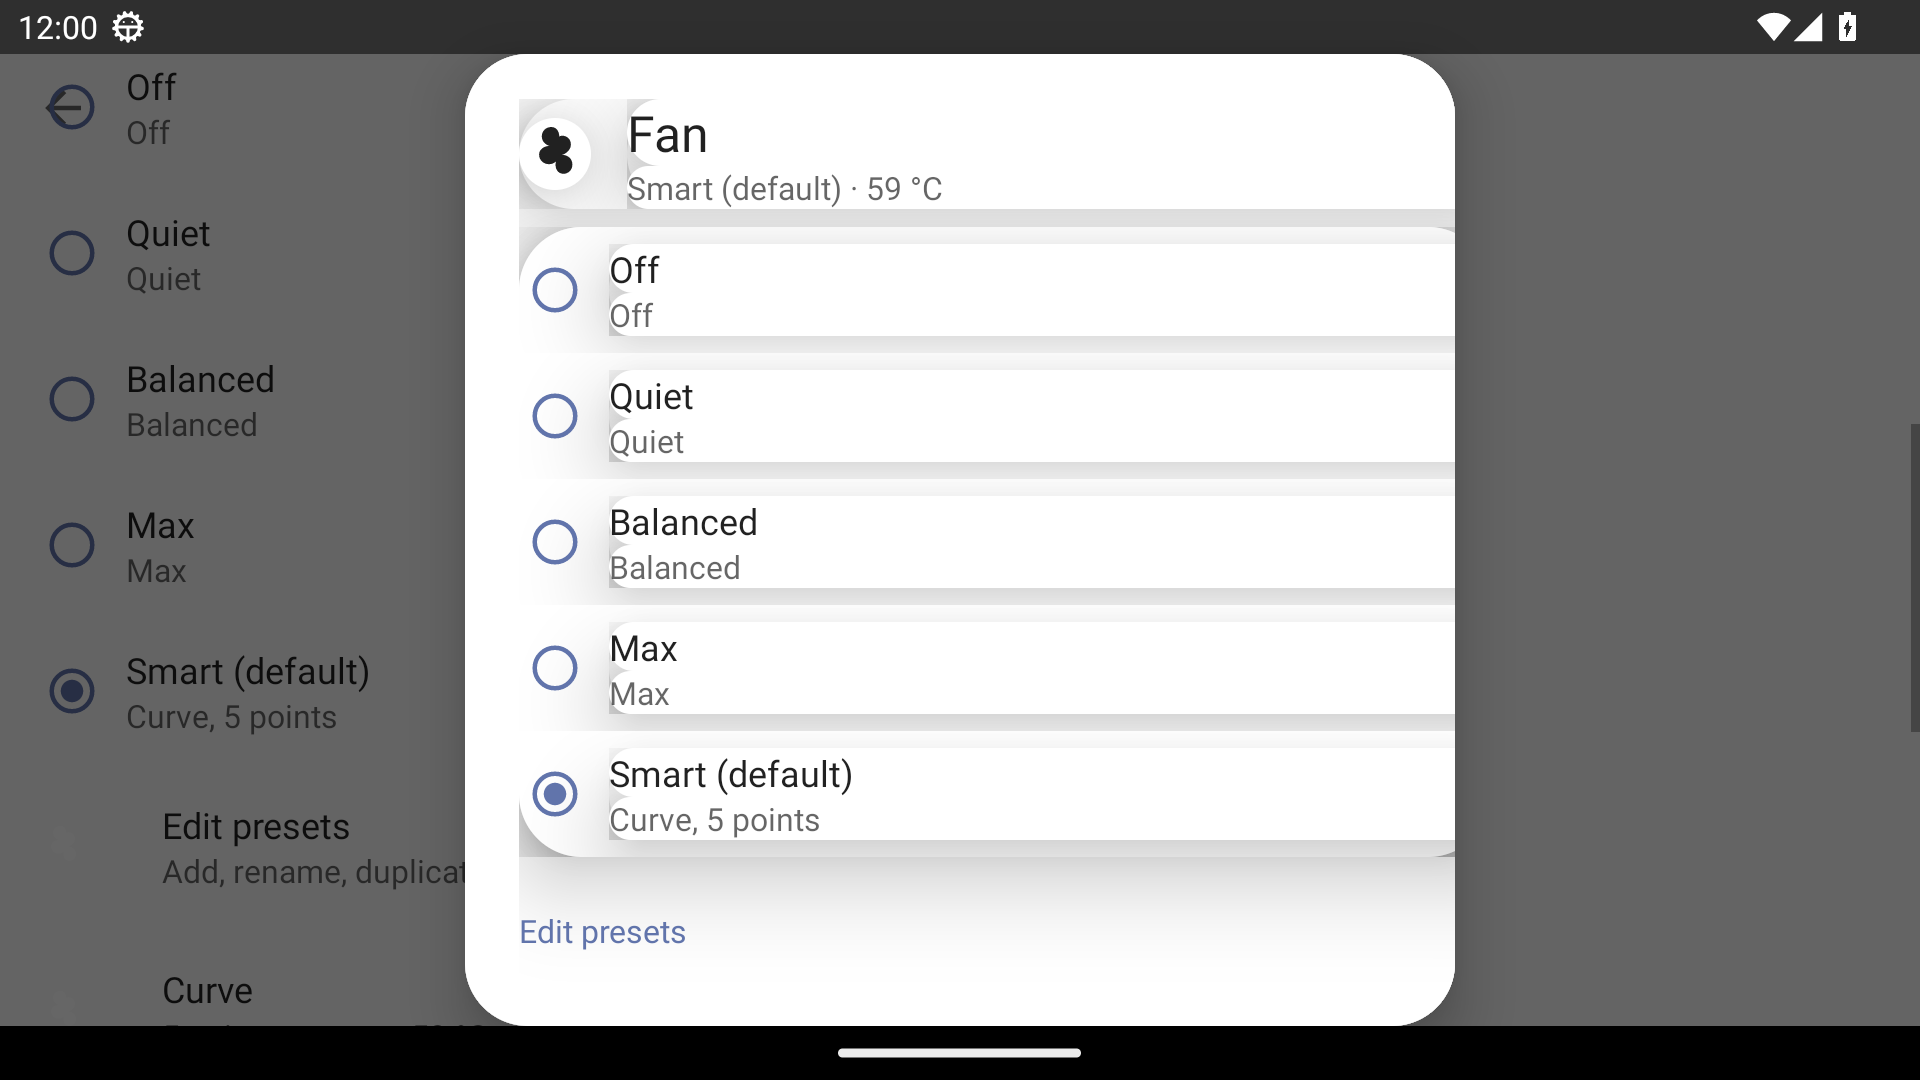 12:00
Off
Off
Quiet
Quiet
Balanced
Balanced
Max
Max
Smart (default)
Curve, 5 points
Edit presets
Add, rename, duplicat
Curve
Fan
Smart (default) · 59 °C
Off
Off
Quiet
Quiet
Balanced
Balanced
Max
Max
Smart (default)
Curve, 5 points
Edit presets